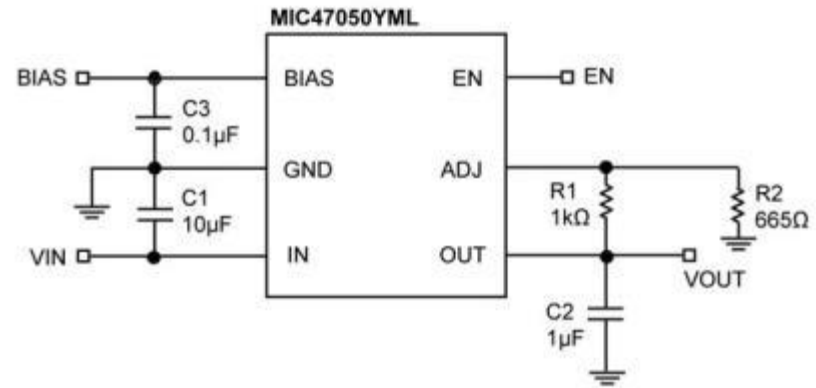 MIC47050YML
BIAS
BIAS
EN
EN
C3
0.1µF
GND
ADJ
C1
10µF
R1
1kΩ
R2
665Ω
VIN
IN
OUT
VOUT
C2
1µF